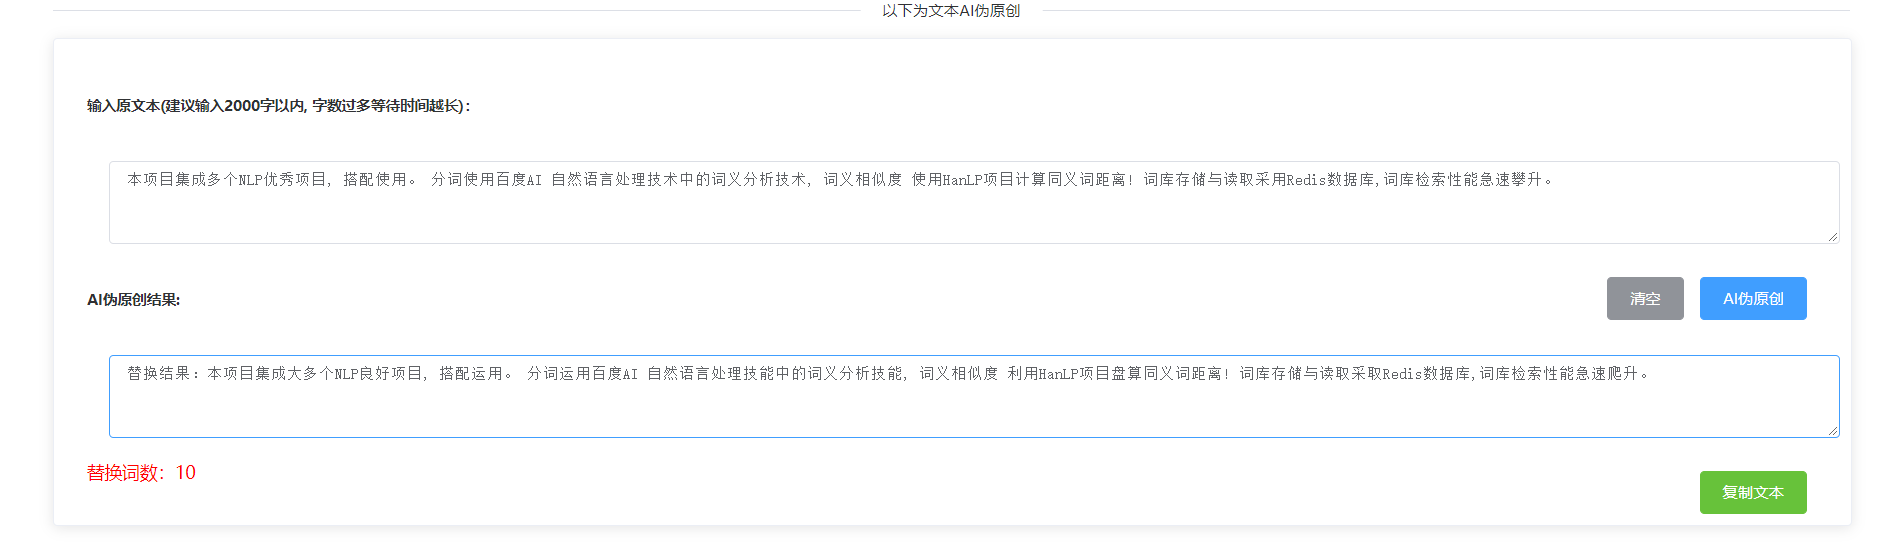 以下为文本AI伪原创
输入原文本(建议输入2000字以内, 字数过多等待时间越长)：
本项目集成多个NLP优秀项目, 搭配使用。 分词使用百度AI 自然语言处理技术中的词义分析技术, 词义相似度 使用HanLP项目计算同义词距离! 词库存储与读取采用Redis数据库,词库检索性能急速攀升。
AI伪原创结果:
清空
AI伪原创
替换结果: 本项目集成大多个NLP良好项目, 搭配运用。 分词运用百度AI 自然语言处理技能中的词义分析技能, 词义相似度 利用HanLP项目盘算同义词距离! 词库存储与读取采取Redis数据库,词库检索性能急速爬升。
替换词数：10
复制文本